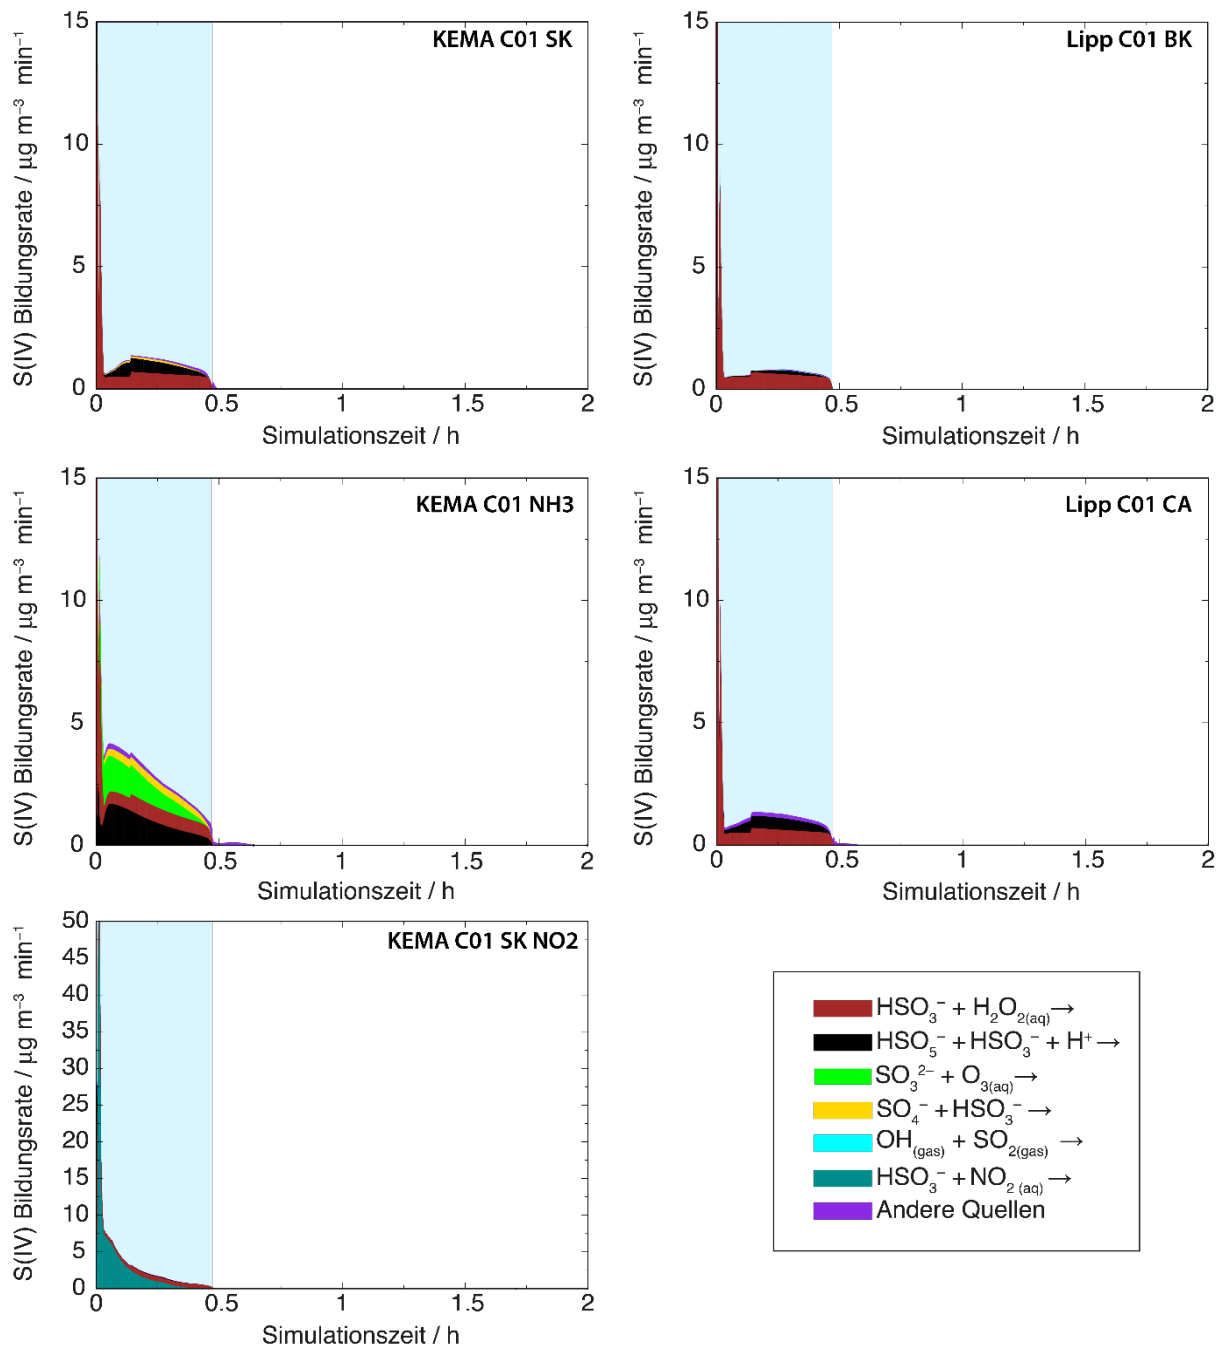 KEMA C01 SK
S(IV) Bildungsrate / µg m⁻³ min⁻¹
15
10
5
0
0 0.5 1 1.5 2
Simulationszeit / h
Lipp C01 BK
S(IV) Bildungsrate / µg m⁻³ min⁻¹
15
10
5
0
0 0.5 1 1.5 2
Simulationszeit / h
KEMA C01 NH3
S(IV) Bildungsrate / µg m⁻³ min⁻¹
15
10
5
0
0 0.5 1 1.5 2
Simulationszeit / h
Lipp C01 CA
S(IV) Bildungsrate / µg m⁻³ min⁻¹
15
10
5
0
0 0.5 1 1.5 2
Simulationszeit / h
KEMA C01 SK NO2
S(IV) Bildungsrate / µg m⁻³ min⁻¹
50
45
40
35
30
25
20
15
10
5
0
0 0.5 1 1.5 2
Simulationszeit / h
HSO₃⁻ + H₂O₂₍aq₎ →
HSO₅⁻ + HSO₃⁻ + H⁺ →
SO₃²⁻ + O₃₍aq₎ →
SO₄⁻ + HSO₃⁻ →
OH₍gas₎ + SO₂₍gas₎ →
HSO₃⁻ + NO₂ ₍aq₎ →
Andere Quellen